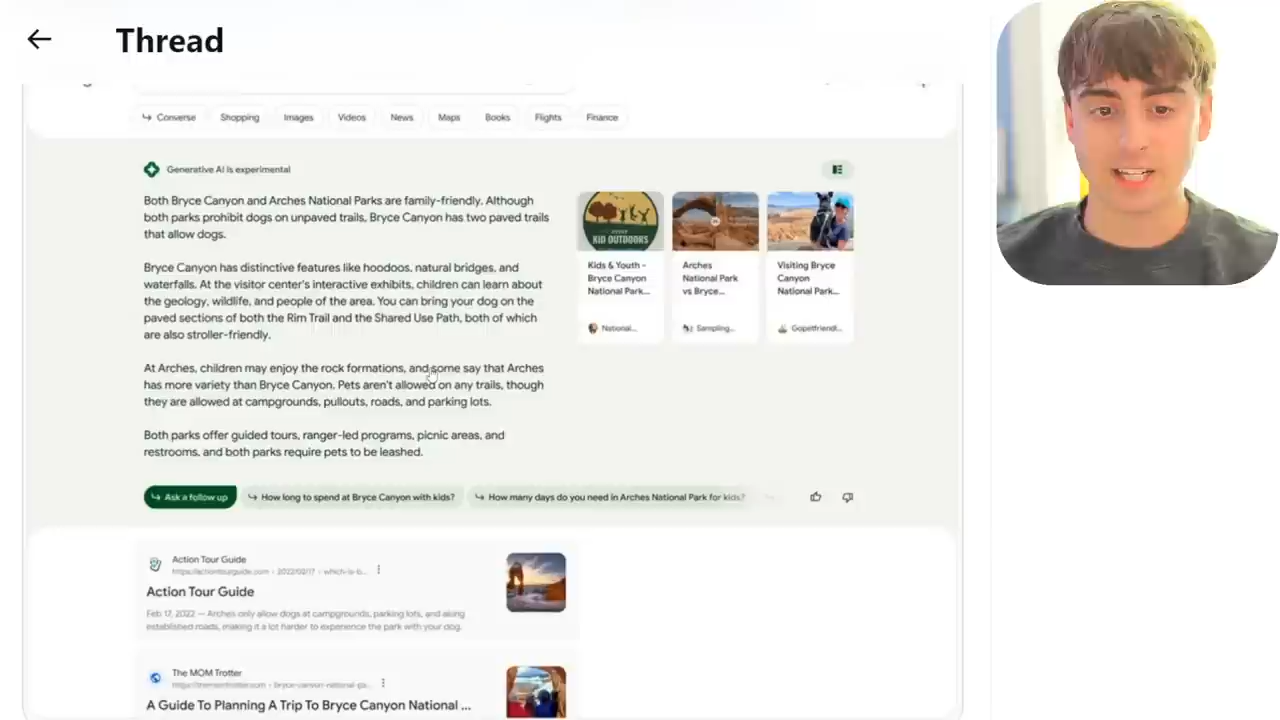 Thread
Converse
Shopping
Images
Videos
News
Maps
Books
Flights
Finance
Generative AI is experimental
Both Bryce Canyon and Arches National Parks are family-friendly. Although
both parks prohibit dogs on unpaved trails, Bryce Canyon has two paved trails
that allow dogs.
Bryce Canyon has distinctive features like hoodoos, natural bridges, and
waterfalls. At the visitor center's interactive exhibits, children can learn about
the geology, wildlife, and people of the area. You can bring your dog on the
paved sections of both the Rim Trail and the Shared Use Path, both of which
are also stroller-friendly.
At Arches, children may enjoy the rock formations, and some say that Arches
has more variety than Bryce Canyon. Pets aren't allowed on any trails, though
they are allowed at campgrounds, pullouts, roads, and parking lots.
Both parks offer guided tours, ranger-led programs, picnic areas, and
restrooms, and both parks require pets to be leashed.
KID OUTDOORS
Kids & Youth -
Bryce Canyon
National Park...
National...
Arches
National Park
vs Bryce...
Sampling...
Visiting Bryce
Canyon
National Park...
Gopetfriendl...
Ask a follow up
How long to spend at Bryce Canyon with kids?
How many days do you need in Arches National Park for kids?
Action Tour Guide
https://actiontourguide.com › 2022/02/17 › which-is-b...
Action Tour Guide
Feb 17, 2022 — Arches only allow dogs at campgrounds, parking lots, and along
established roads, making it a lot harder to experience the park with your dog.
The MOM Trotter
https://themomtrotter.com › bryce-canyon-national-pa...
A Guide To Planning A Trip To Bryce Canyon National ...